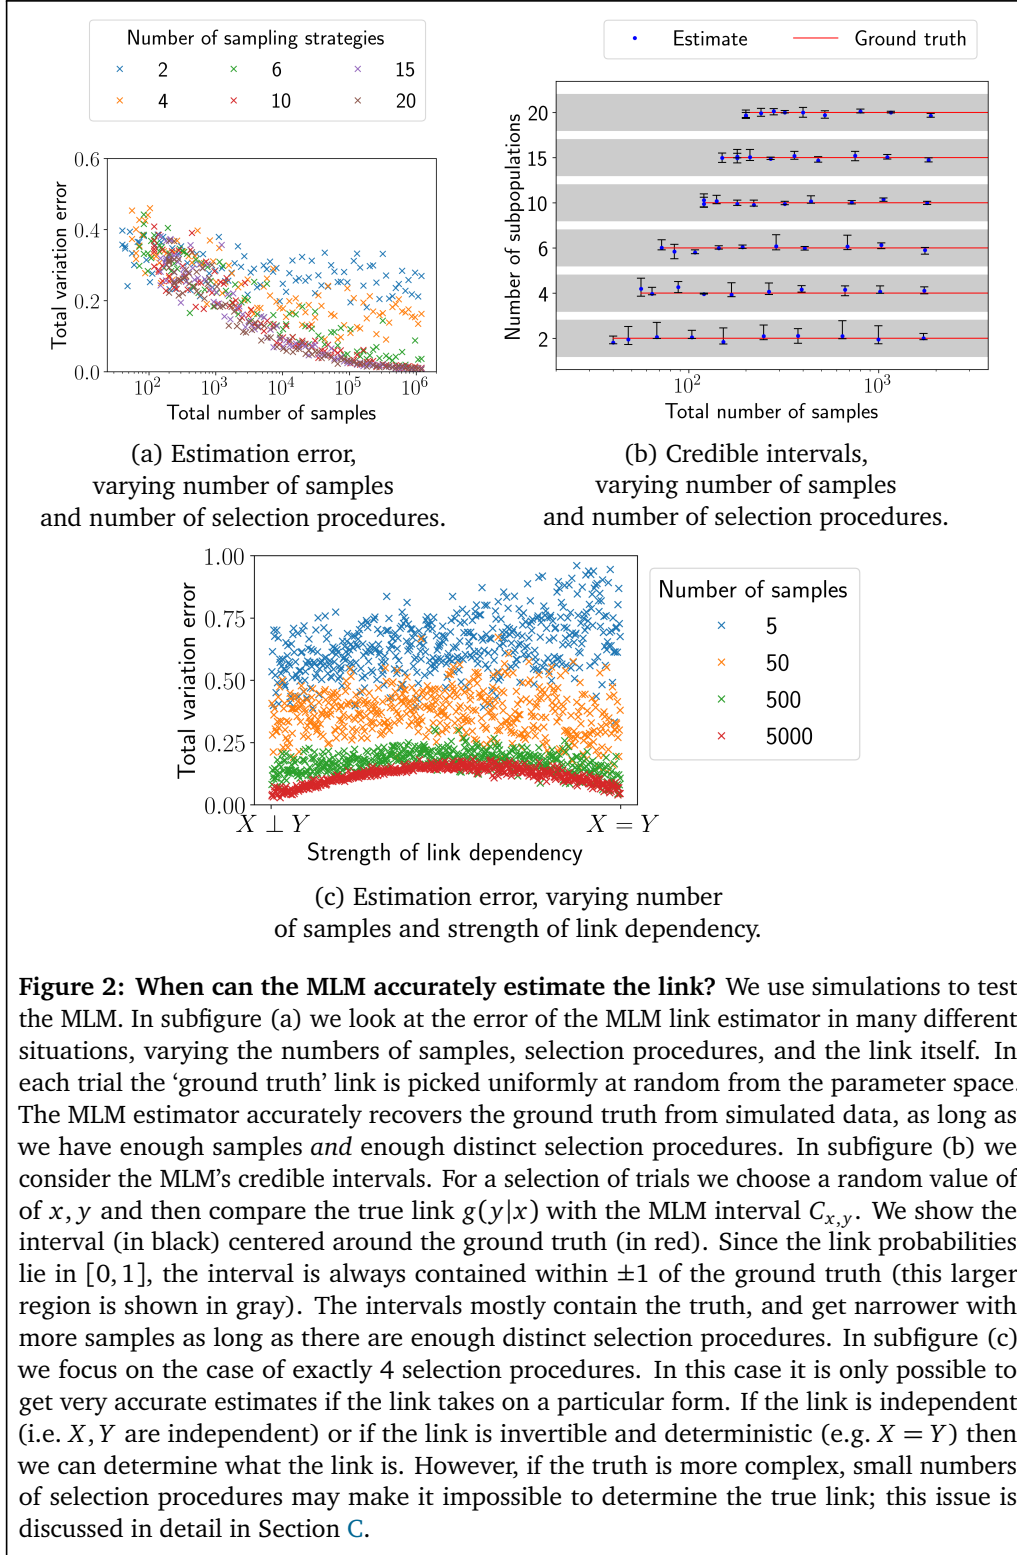 Number of sampling strategies
2 6 15
4 10 20
0.6
0.4
0.2
0.0
Total variation error
10² 10³ 10⁴ 10⁵ 10⁶
Total number of samples
(a) Estimation error,
varying number of samples
and number of selection procedures.
Estimate Ground truth
20
15
10
6
4
2
Number of subpopulations
10² 10³
Total number of samples
(b) Credible intervals,
varying number of samples
and number of selection procedures.
1.00
0.75
0.50
0.25
0.00
Total variation error
X ⊥ Y X = Y
Strength of link dependency
Number of samples
5
50
500
5000
(c) Estimation error, varying number
of samples and strength of link dependency.
Figure 2: When can the MLM accurately estimate the link? We use simulations to test
the MLM. In subfigure (a) we look at the error of the MLM link estimator in many different
situations, varying the numbers of samples, selection procedures, and the link itself. In
each trial the ‘ground truth’ link is picked uniformly at random from the parameter space.
The MLM estimator accurately recovers the ground truth from simulated data, as long as
we have enough samples and enough distinct selection procedures. In subfigure (b) we
consider the MLM’s credible intervals. For a selection of trials we choose a random value of
of x, y and then compare the true link g(y|x) with the MLM interval C_{x,y}. We show the
interval (in black) centered around the ground truth (in red). Since the link probabilities
lie in [0, 1], the interval is always contained within ±1 of the ground truth (this larger
region is shown in gray). The intervals mostly contain the truth, and get narrower with
more samples as long as there are enough distinct selection procedures. In subfigure (c)
we focus on the case of exactly 4 selection procedures. In this case it is only possible to
get very accurate estimates if the link takes on a particular form. If the link is independent
(i.e. X, Y are independent) or if the link is invertible and deterministic (e.g. X = Y) then
we can determine what the link is. However, if the truth is more complex, small numbers
of selection procedures may make it impossible to determine the true link; this issue is
discussed in detail in Section C.